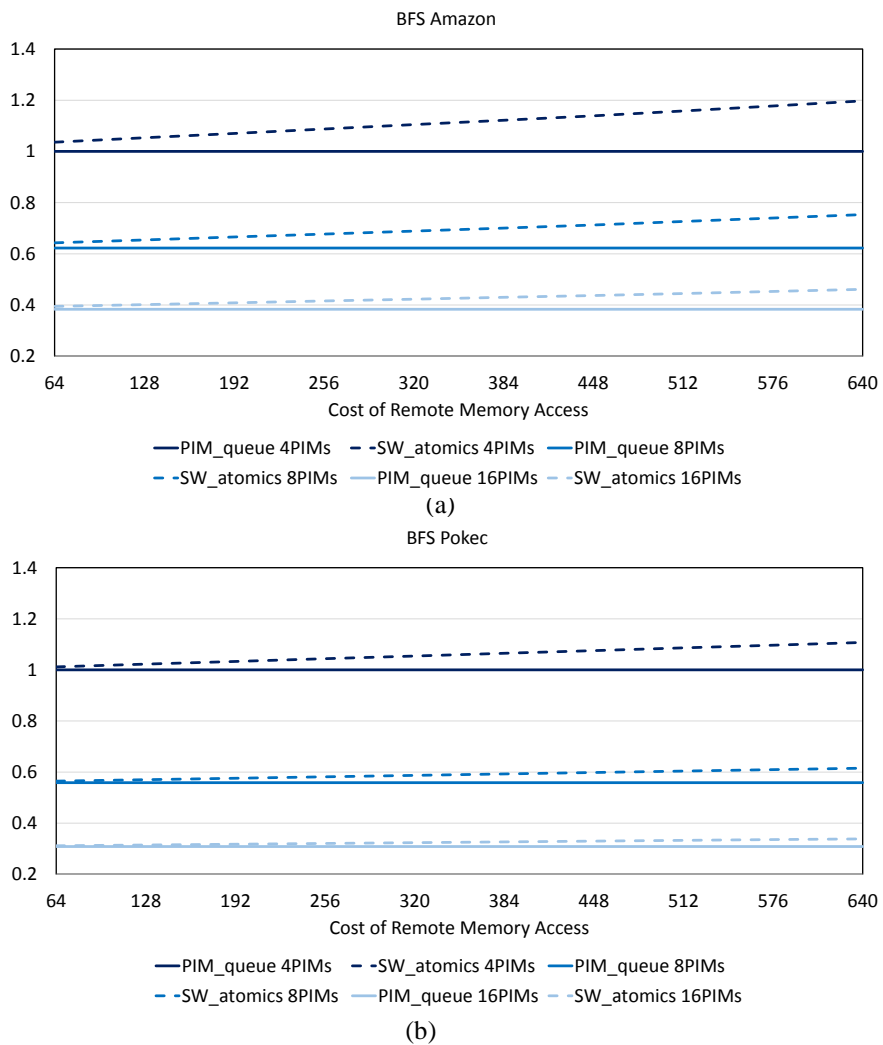 BFS Amazon
1.4
1.2
1
0.8
0.6
0.4
0.2
64 128 192 256 320 384 448 512 576 640
Cost of Remote Memory Access
PIM_queue 4PIMs SW_atomics 4PIMs PIM_queue 8PIMs
SW_atomics 8PIMs PIM_queue 16PIMs SW_atomics 16PIMs
(a)
BFS Pokec
1.4
1.2
1
0.8
0.6
0.4
0.2
64 128 192 256 320 384 448 512 576 640
Cost of Remote Memory Access
PIM_queue 4PIMs SW_atomics 4PIMs PIM_queue 8PIMs
SW_atomics 8PIMs PIM_queue 16PIMs SW_atomics 16PIMs
(b)